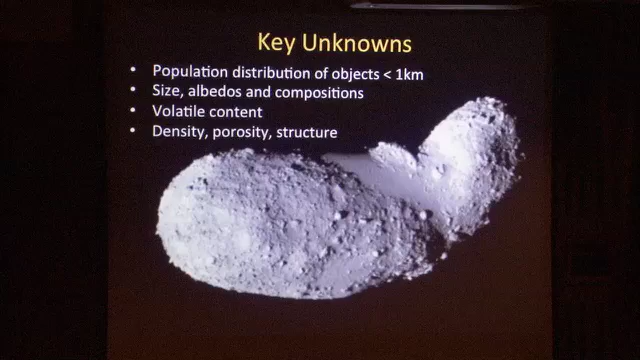 Key Unknowns
• Population distribution of objects < 1km
• Size, albedos and compositions
• Volatile content
• Density, porosity, structure